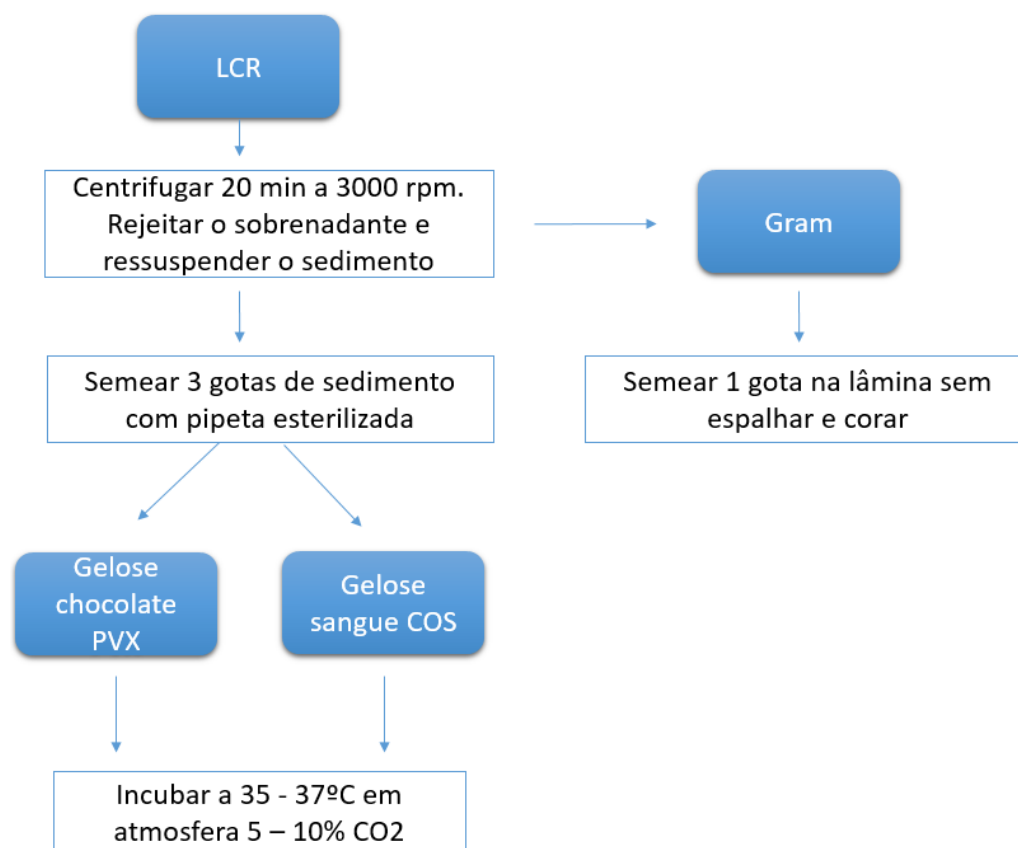 LCR
Centrifugar 20 min a 3000 rpm.
Rejeitar o sobrenadante e
ressuspender o sedimento
Gram
Semear 3 gotas de sedimento
com pipeta esterilizada
Semear 1 gota na lâmina sem
espalhar e corar
Gelose
chocolate
PVX
Gelose
sangue COS
Incubar a 35 - 37ºC em
atmosfera 5 – 10% CO2